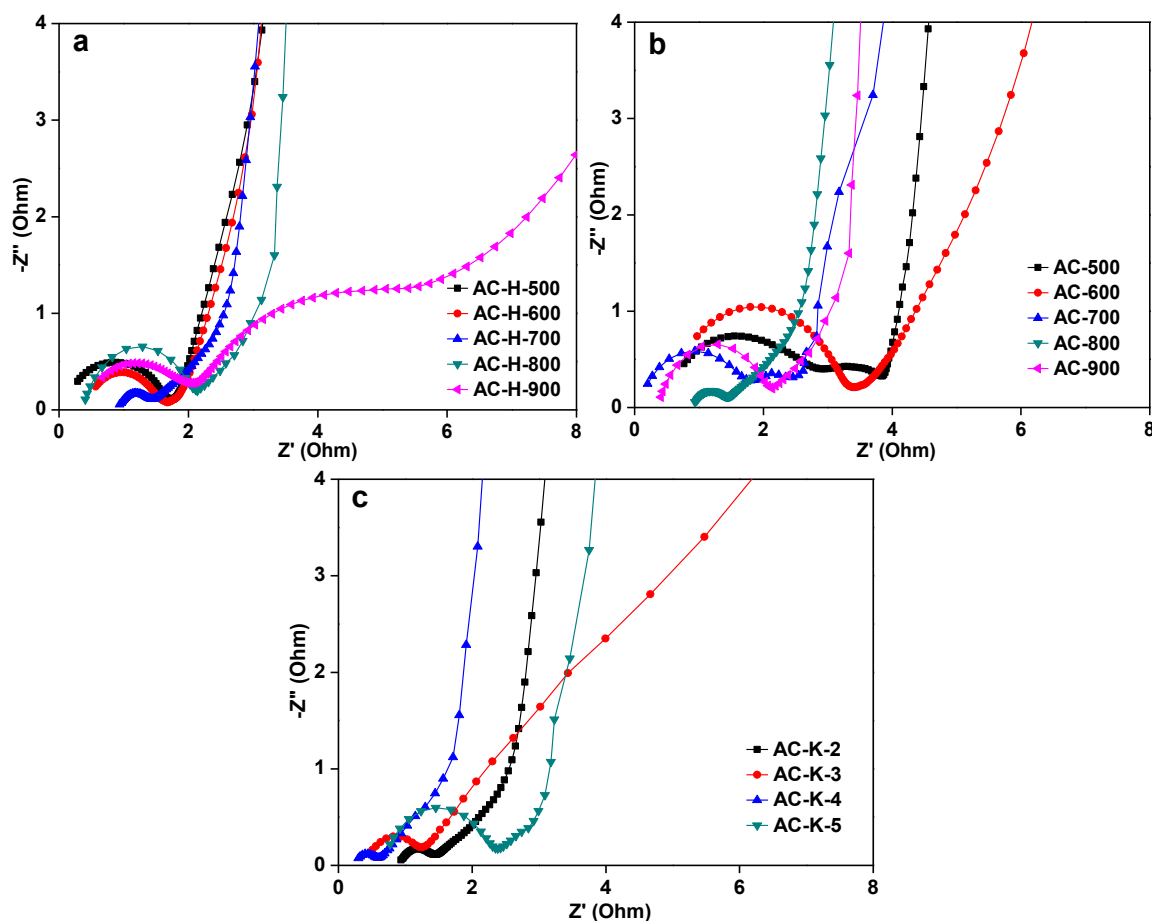 a
4
3
2
1
0
-Z'' (Ohm)
0 2 4 6 8
Z' (Ohm)
AC-H-500
AC-H-600
AC-H-700
AC-H-800
AC-H-900
b
4
3
2
1
0
-Z'' (Ohm)
0 2 4 6 8
Z' (Ohm)
AC-500
AC-600
AC-700
AC-800
AC-900
c
4
3
2
1
0
-Z'' (Ohm)
0 2 4 6 8
Z' (Ohm)
AC-K-2
AC-K-3
AC-K-4
AC-K-5